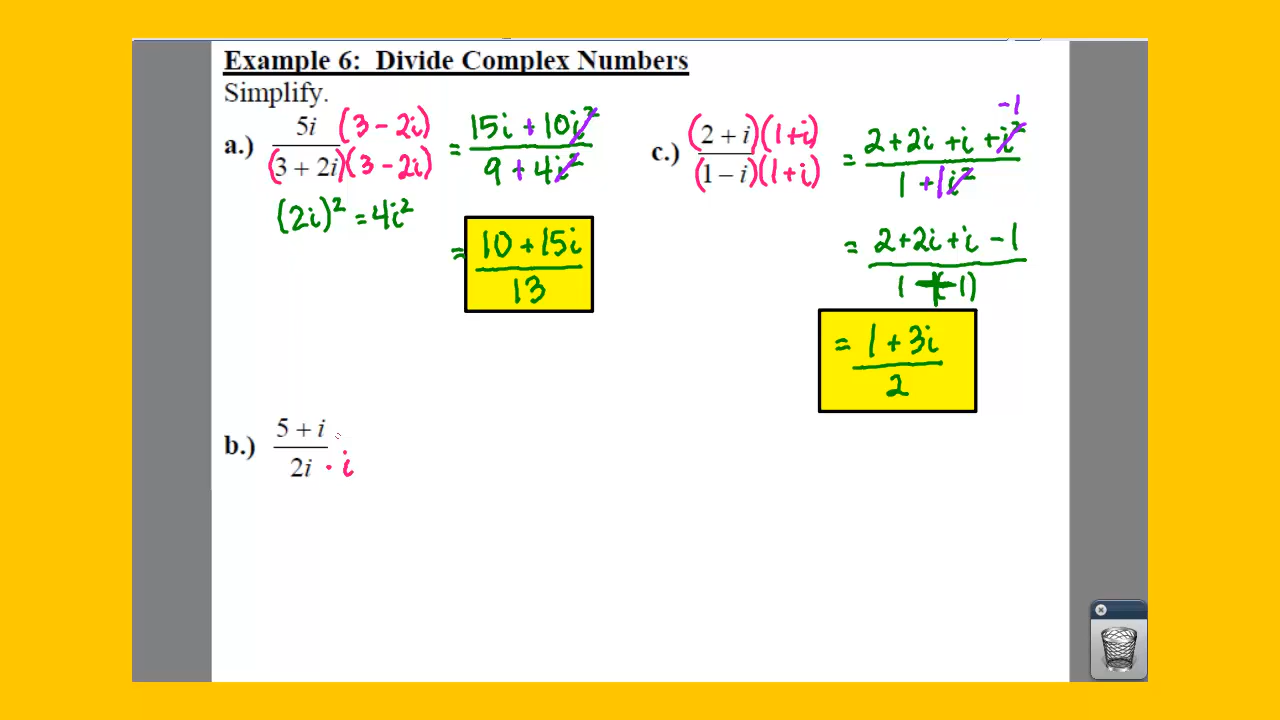 Example 6: Divide Complex Numbers
Simplify.
a.) 5i (3 - 2i)
(3 + 2i)(3 - 2i)
= 15i + 10i²
9 + 4i²
(2i)² = 4i²
= 10 + 15i
13
c.) (2 + i)(1+i)
(1 - i)(1 + i)
-1
= 2 + 2i + i + i²
1 + 1i²
= 2 + 2i + i - 1
1 + (-1)
= 1 + 3i
2
b.) 5 + i
2i · i